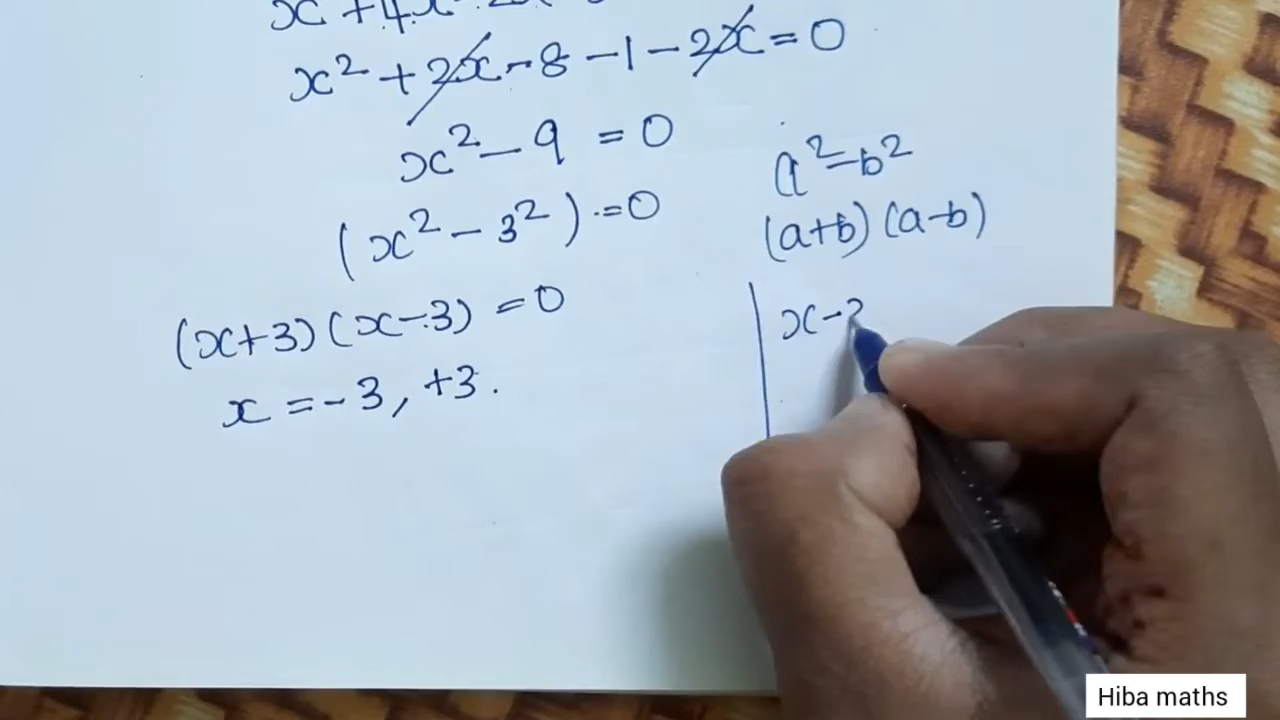 x² + 2x - 8 - 1 - 2x = 0
x² - 9 = 0
(x² - 3²) = 0
(x+3)(x-3) = 0
x = -3, +3.
a² - b²
(a+b)(a-b)
x-3
Hiba maths